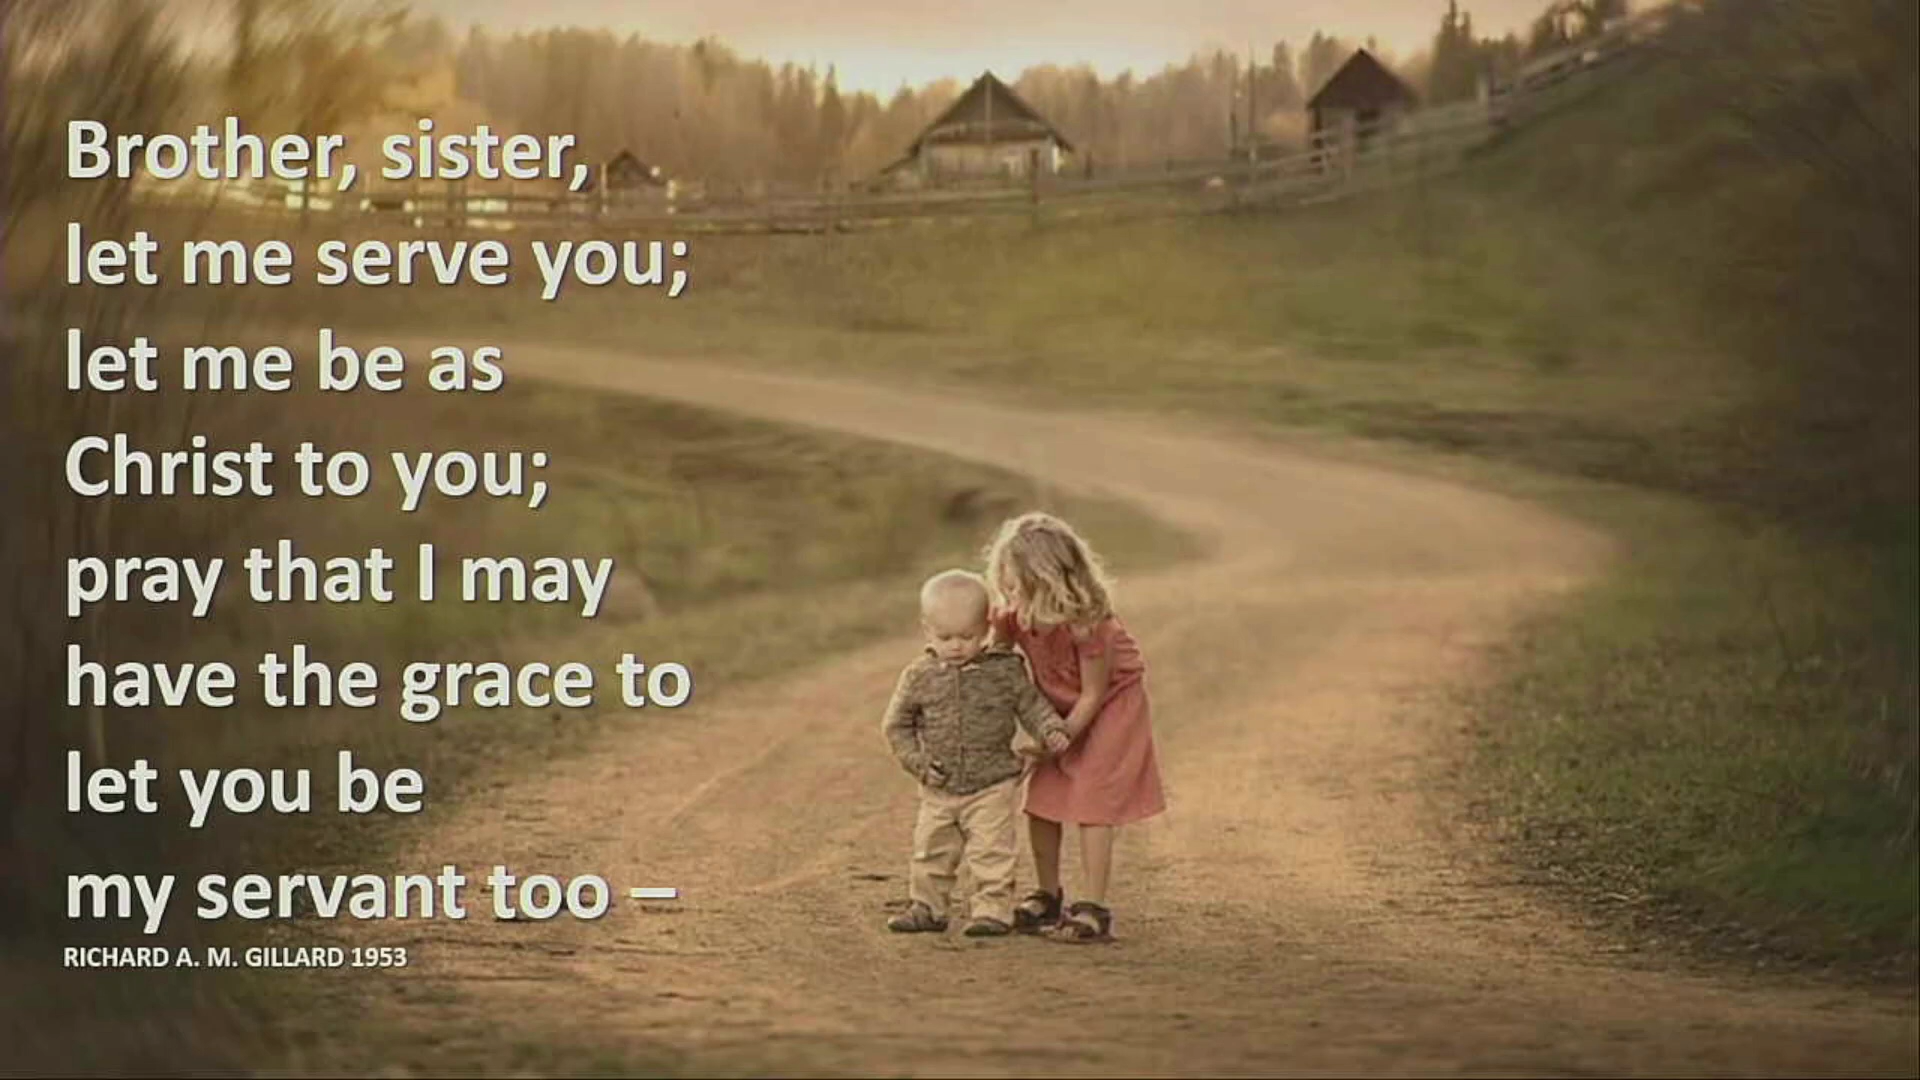 Brother, sister,
let me serve you;
let me be as
Christ to you;
pray that I may
have the grace to
let you be
my servant too –
RICHARD A. M. GILLARD 1953